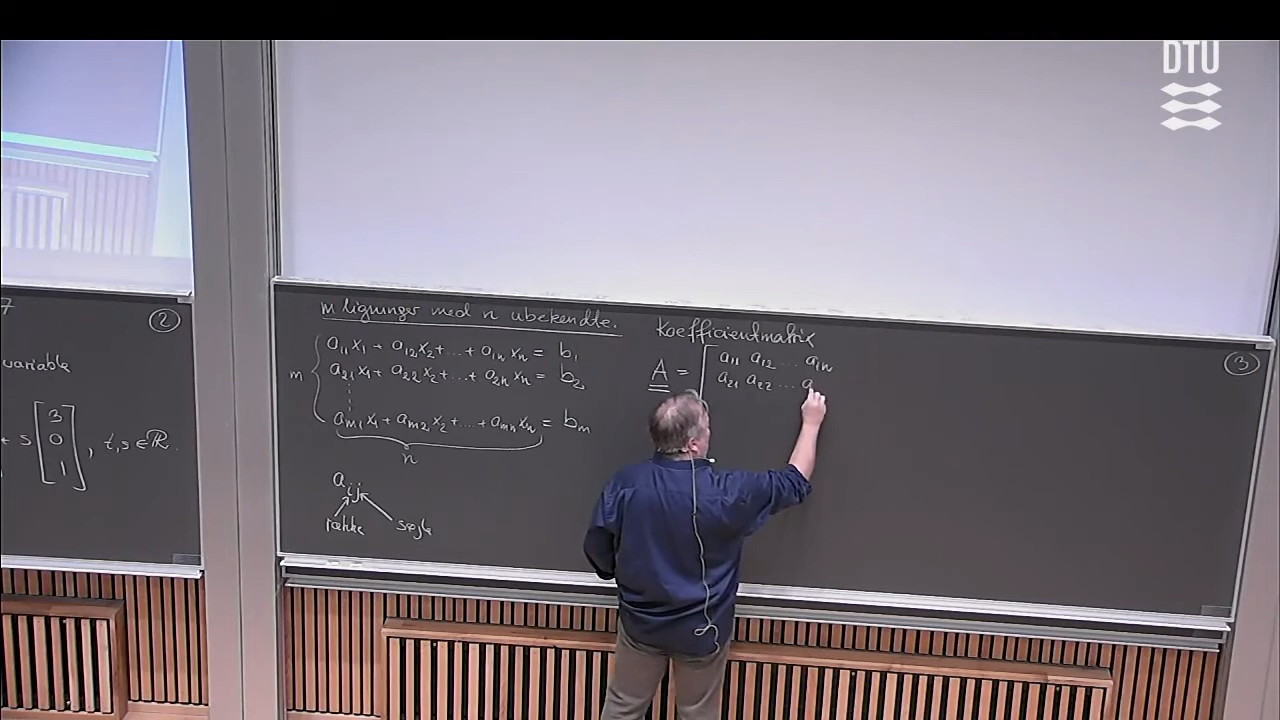 DTU
7
②
variable
+ s [3 0 1], t,s ∈ ℝ.
m ligninger med n ubekendte.
m { a₁₁x₁ + a₁₂x₂ + ... + a₁ₙxₙ = b₁
a₂₁x₁ + a₂₂x₂ + ... + a₂ₙxₙ = b₂
aₘ₁x₁ + aₘ₂x₂ + ... + aₘₙxₙ = bₘ
n
aᵢⱼ
række søjle
Koefficientmatrix
③
A = [ a₁₁ a₁₂ ... a₁ₙ
a₂₁ a₂₂ ... a